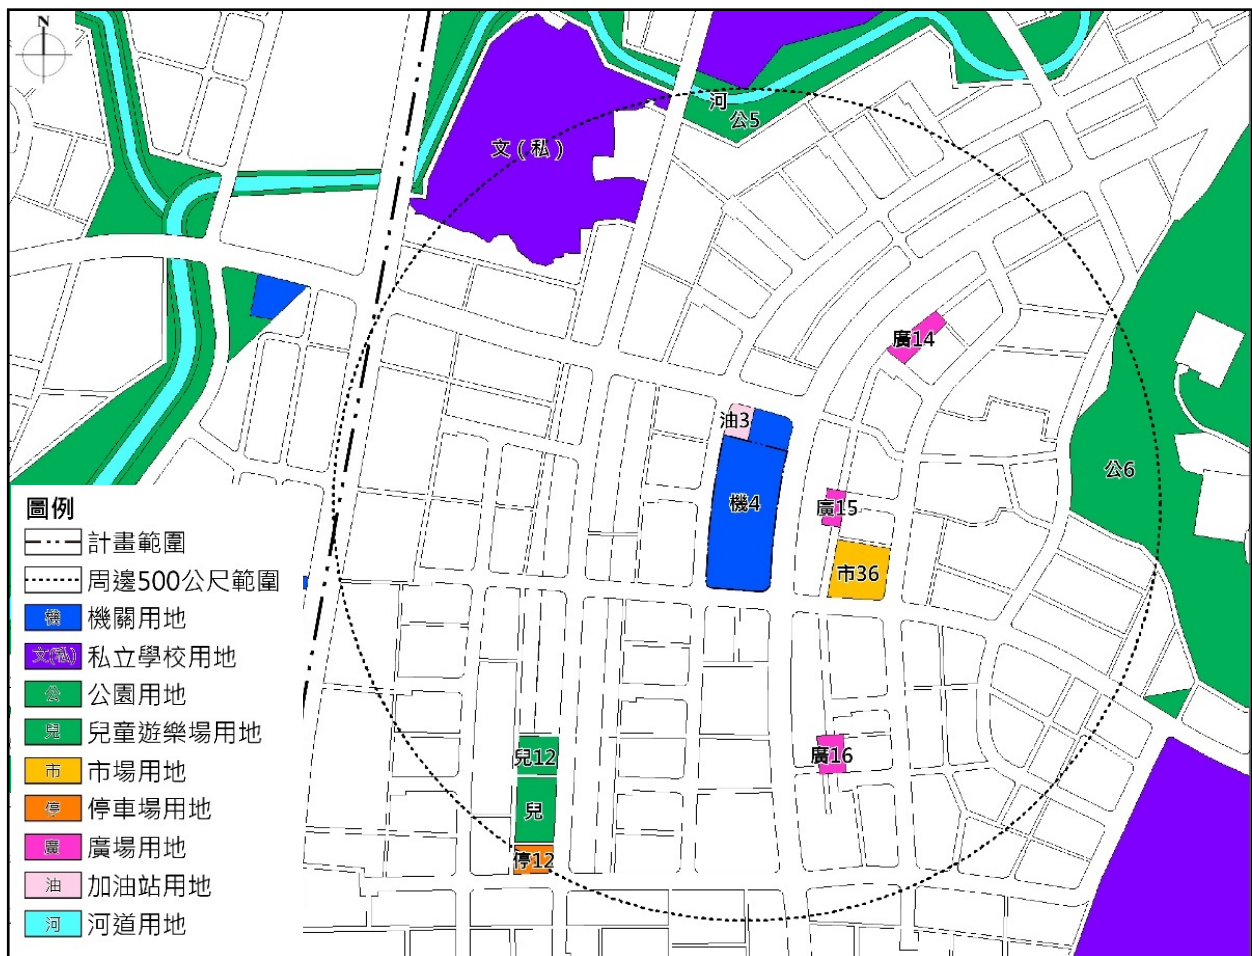 N
河
公5
文（私）
廣14
油3
公6
機4
廣15
市36
兒12
廣16
兒
停12
圖例
計畫範圍
周邊500公尺範圍
機 機關用地
文(私) 私立學校用地
公 公園用地
兒 兒童遊樂場用地
市 市場用地
停 停車場用地
廣 廣場用地
油 加油站用地
河 河道用地